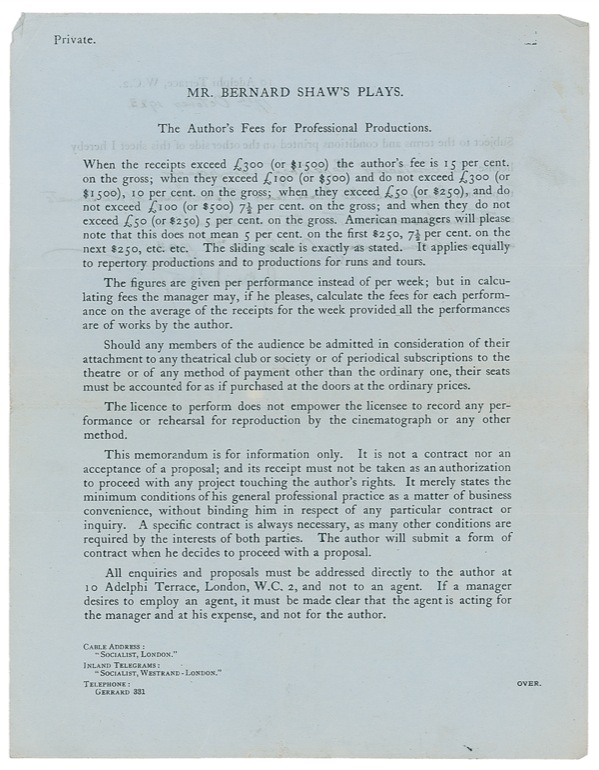 Private.
MR. BERNARD SHAW'S PLAYS.
The Author's Fees for Professional Productions.
When the receipts exceed £300 (or $1500) the author's fee is 15 per cent.
on the gross; when they exceed £100 (or $500) and do not exceed £300 (or
$1500), 10 per cent. on the gross; when they exceed £50 (or $250), and do
not exceed £100 (or $500) 7½ per cent. on the gross; and when they do not
exceed £50 (or $250) 5 per cent. on the gross. American managers will please
note that this does not mean 5 per cent. on the first $250, 7½ per cent. on the
next $250, etc. etc. The sliding scale is exactly as stated. It applies equally
to repertory productions and to productions for runs and tours.
The figures are given per performance instead of per week; but in calcu-
lating fees the manager may, if he pleases, calculate the fees for each perform-
ance on the average of the receipts for the week provided all the performances
are of works by the author.
Should any members of the audience be admitted in consideration of their
attachment to any theatrical club or society or of periodical subscriptions to the
theatre or of any method of payment other than the ordinary one, their seats
must be accounted for as if purchased at the doors at the ordinary prices.
The licence to perform does not empower the licensee to record any per-
formance or rehearsal for reproduction by the cinematograph or any other
method.
This memorandum is for information only. It is not a contract nor an
acceptance of a proposal; and its receipt must not be taken as an authorization
to proceed with any project touching the author's rights. It merely states the
minimum conditions of his general professional practice as a matter of business
convenience, without binding him in respect of any particular contract or
inquiry. A specific contract is always necessary, as many other conditions are
required by the interests of both parties. The author will submit a form of
contract when he decides to proceed with a proposal.
All enquiries and proposals must be addressed directly to the author at
10 Adelphi Terrace, London, W.C. 2, and not to an agent. If a manager
desires to employ an agent, it must be made clear that the agent is acting for
the manager and at his expense, and not for the author.
CABLE ADDRESS:
"SOCIALIST, LONDON."
INLAND TELEGRAMS:
"SOCIALIST, WESTRAND-LONDON."
TELEPHONE:
GERRARD 331
OVER.